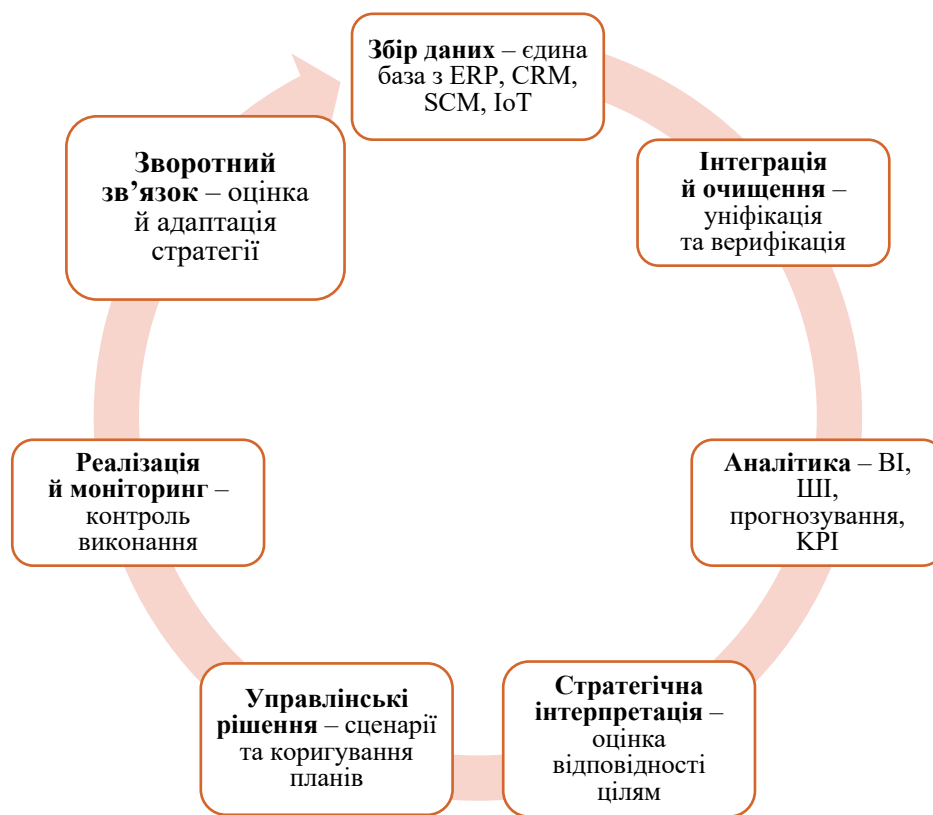 Збір даних – єдина
база з ERP, CRM,
SCM, IoT
Інтеграція
й очищення –
уніфікація
та верифікація
Аналітика – BI,
ШІ,
прогнозування,
KPI
Стратегічна
інтерпретація –
оцінка
відповідності
цілям
Управлінські
рішення – сценарії
та коригування
планів
Реалізація
й моніторинг –
контроль
виконання
Зворотний
зв’язок – оцінка
й адаптація
стратегії